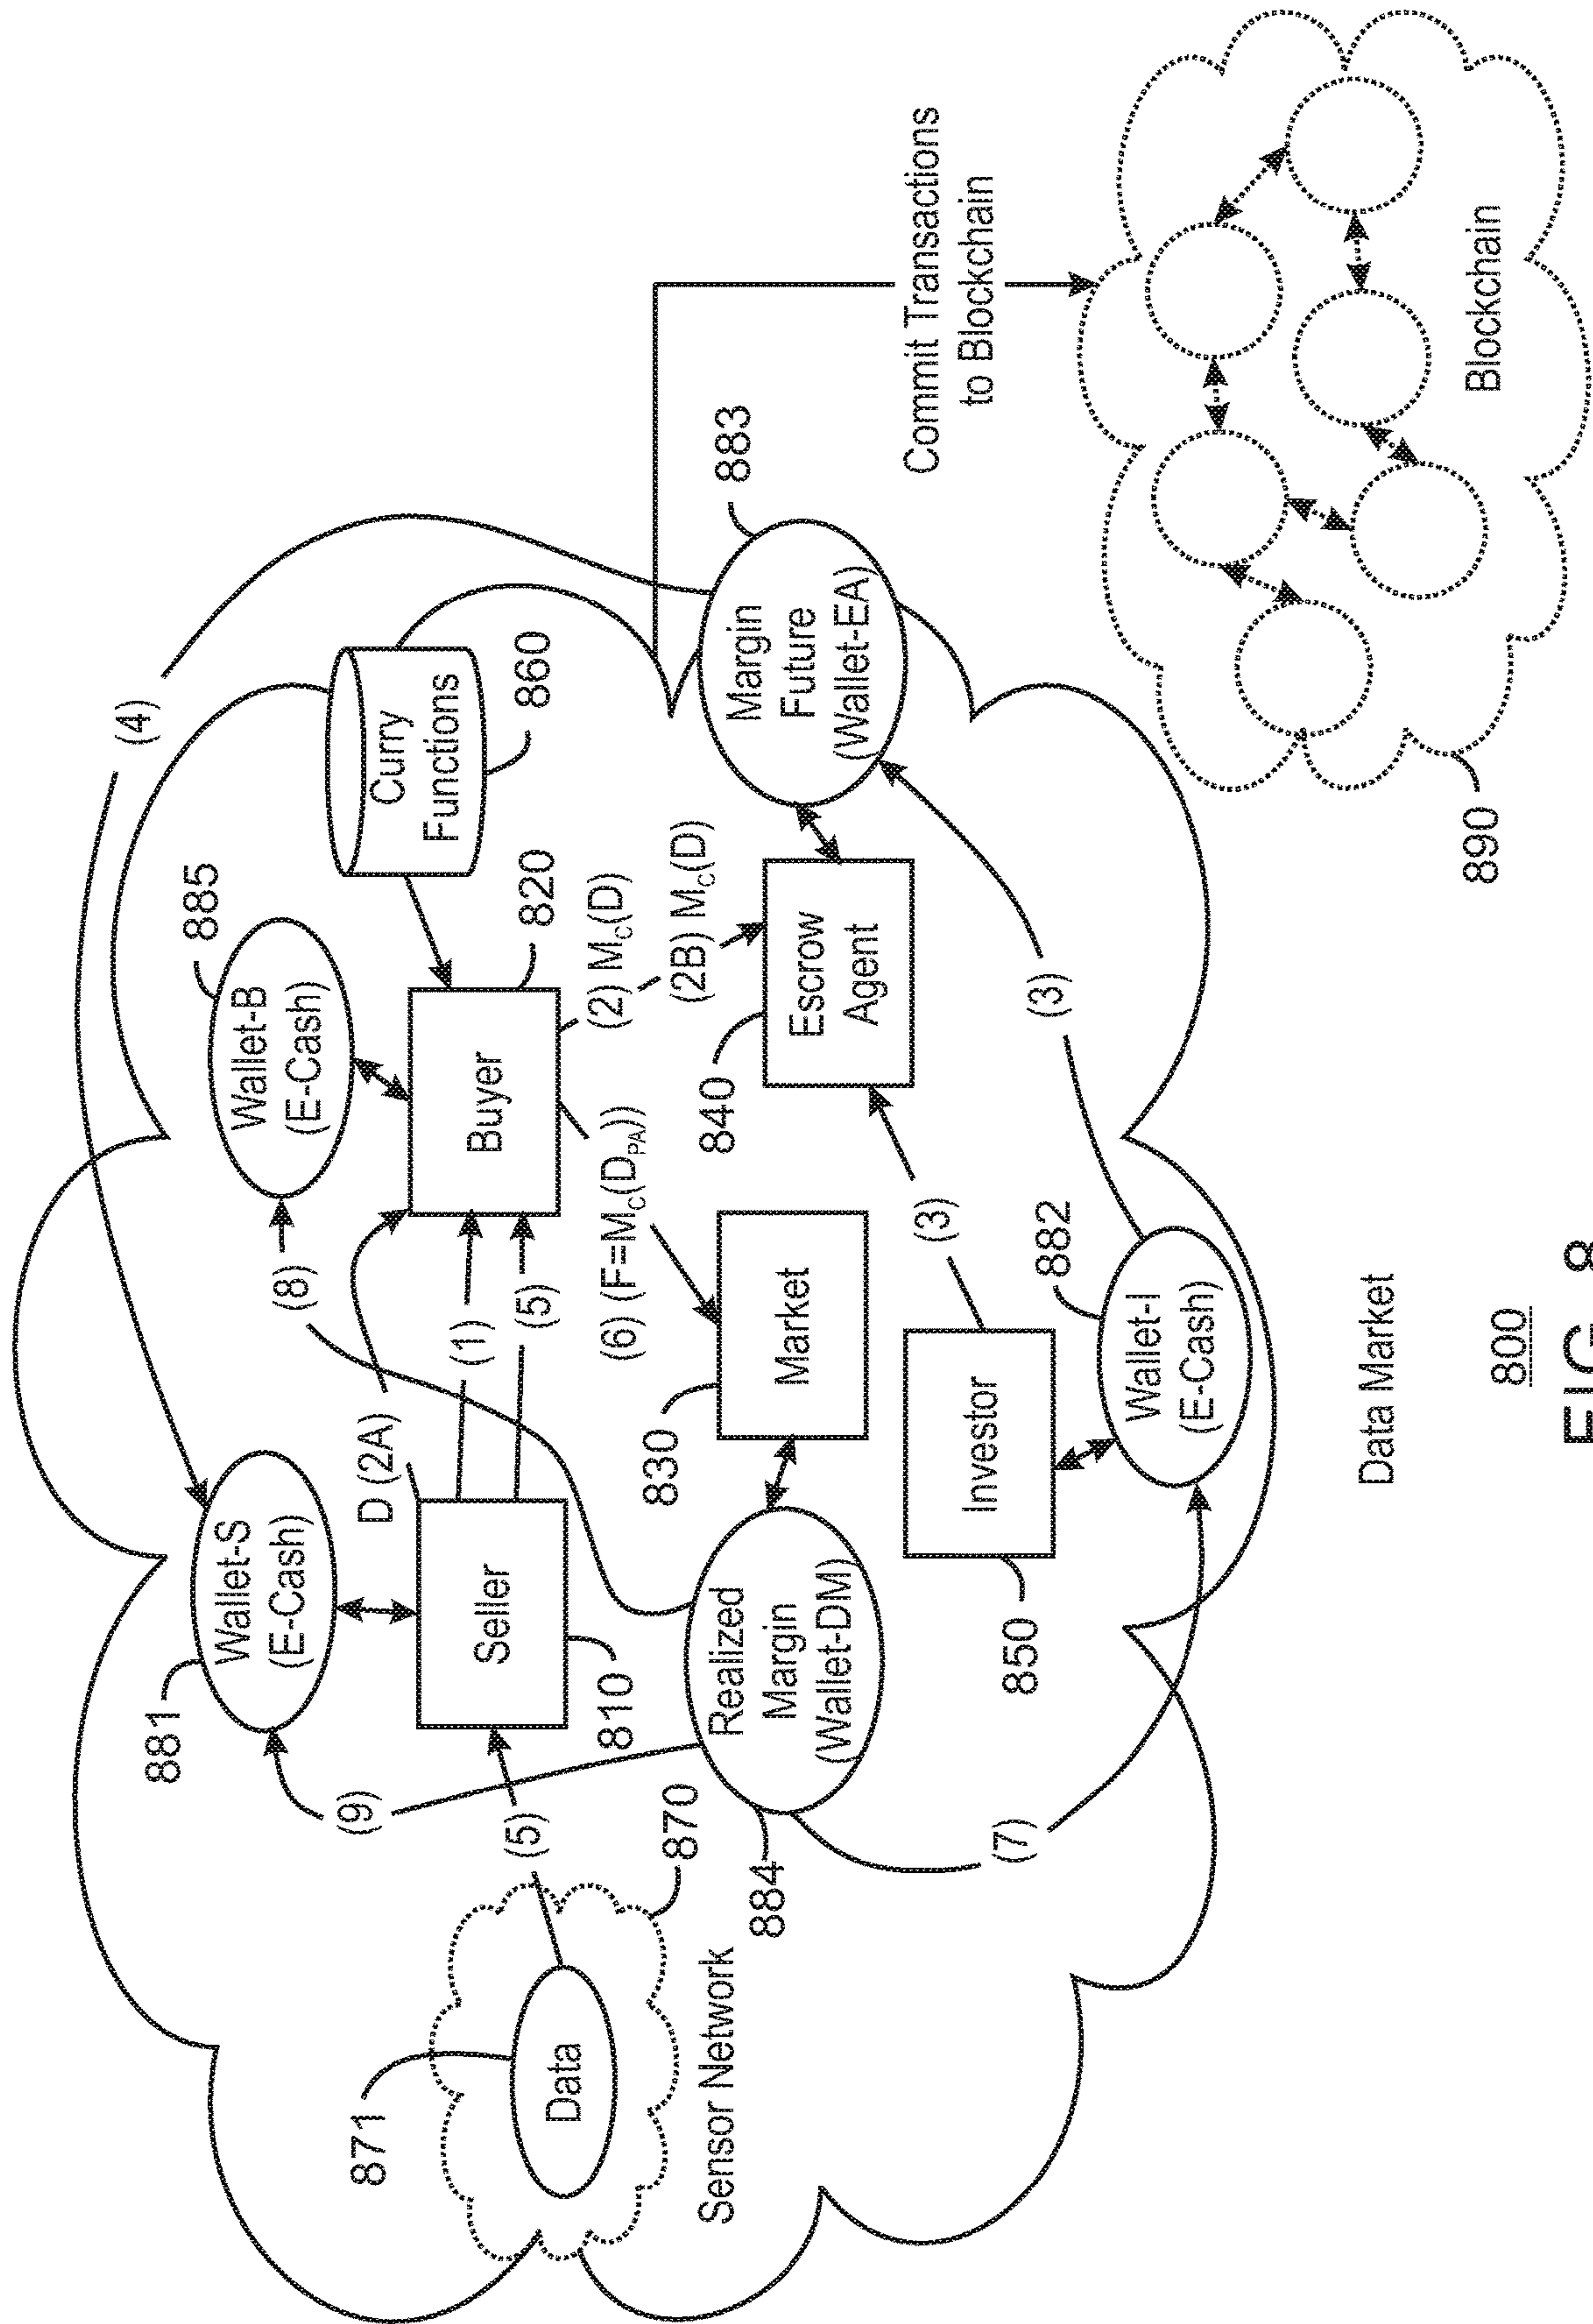 (4)
Wallet-S
(E-Cash)
881
Wallet-B
(E-Cash)
885
Curry
Functions
860
(9)
(8)
D (2A)
(1)
(5)
871
Data
Sensor Network
870
(5)
Seller
810
Buyer
820
(2) M_C(D)
(2B) M_C(D)
(6) (F=M_C(D_PA))
Realized
Margin
(Wallet-DM)
884
Market
830
Escrow
Agent
840
Margin
Future
(Wallet-EA)
883
(7)
Investor
850
(3)
(3)
Wallet-I
(E-Cash)
882
Commit Transactions
to Blockchain
Blockchain
890
Data Market
800
FIG. 8